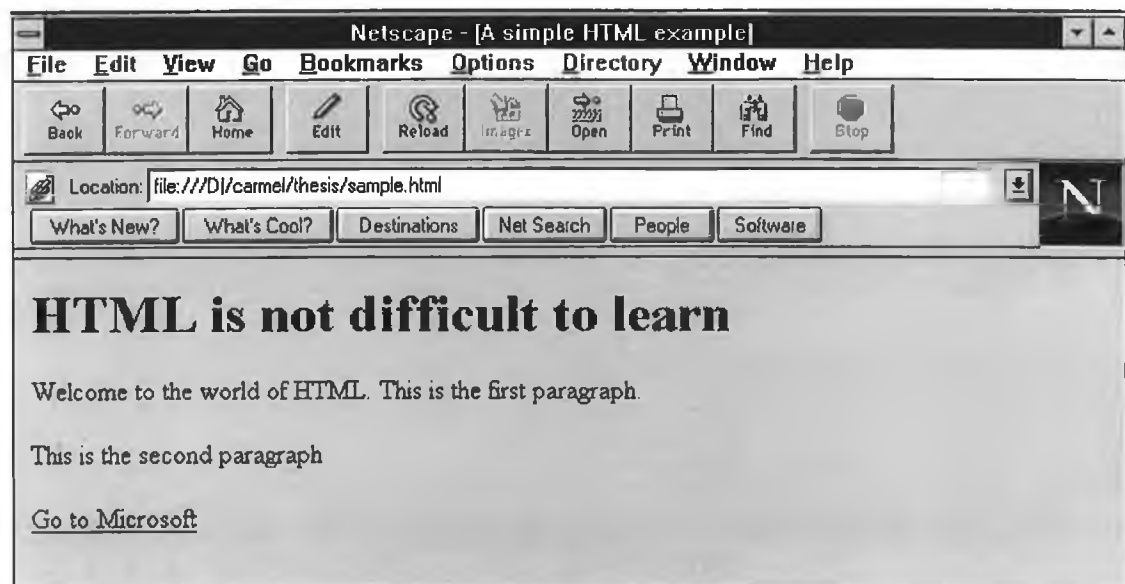 Netscape - [A simple HTML example]
File Edit View Go Bookmarks Options Directory Window Help
Back Forward Home Edit Reload Images Open Print Find Stop
Location: file:///D|/carmel/thesis/sample.html
N
What's New? What's Cool? Destinations Net Search People Software
HTML is not difficult to learn
Welcome to the world of HTML. This is the first paragraph.
This is the second paragraph
Go to Microsoft